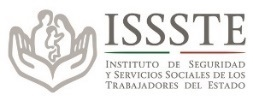 ISSSTE
INSTITUTO DE SEGURIDAD
Y SERVICIOS SOCIALES DE LOS
TRABAJADORES DEL ESTADO